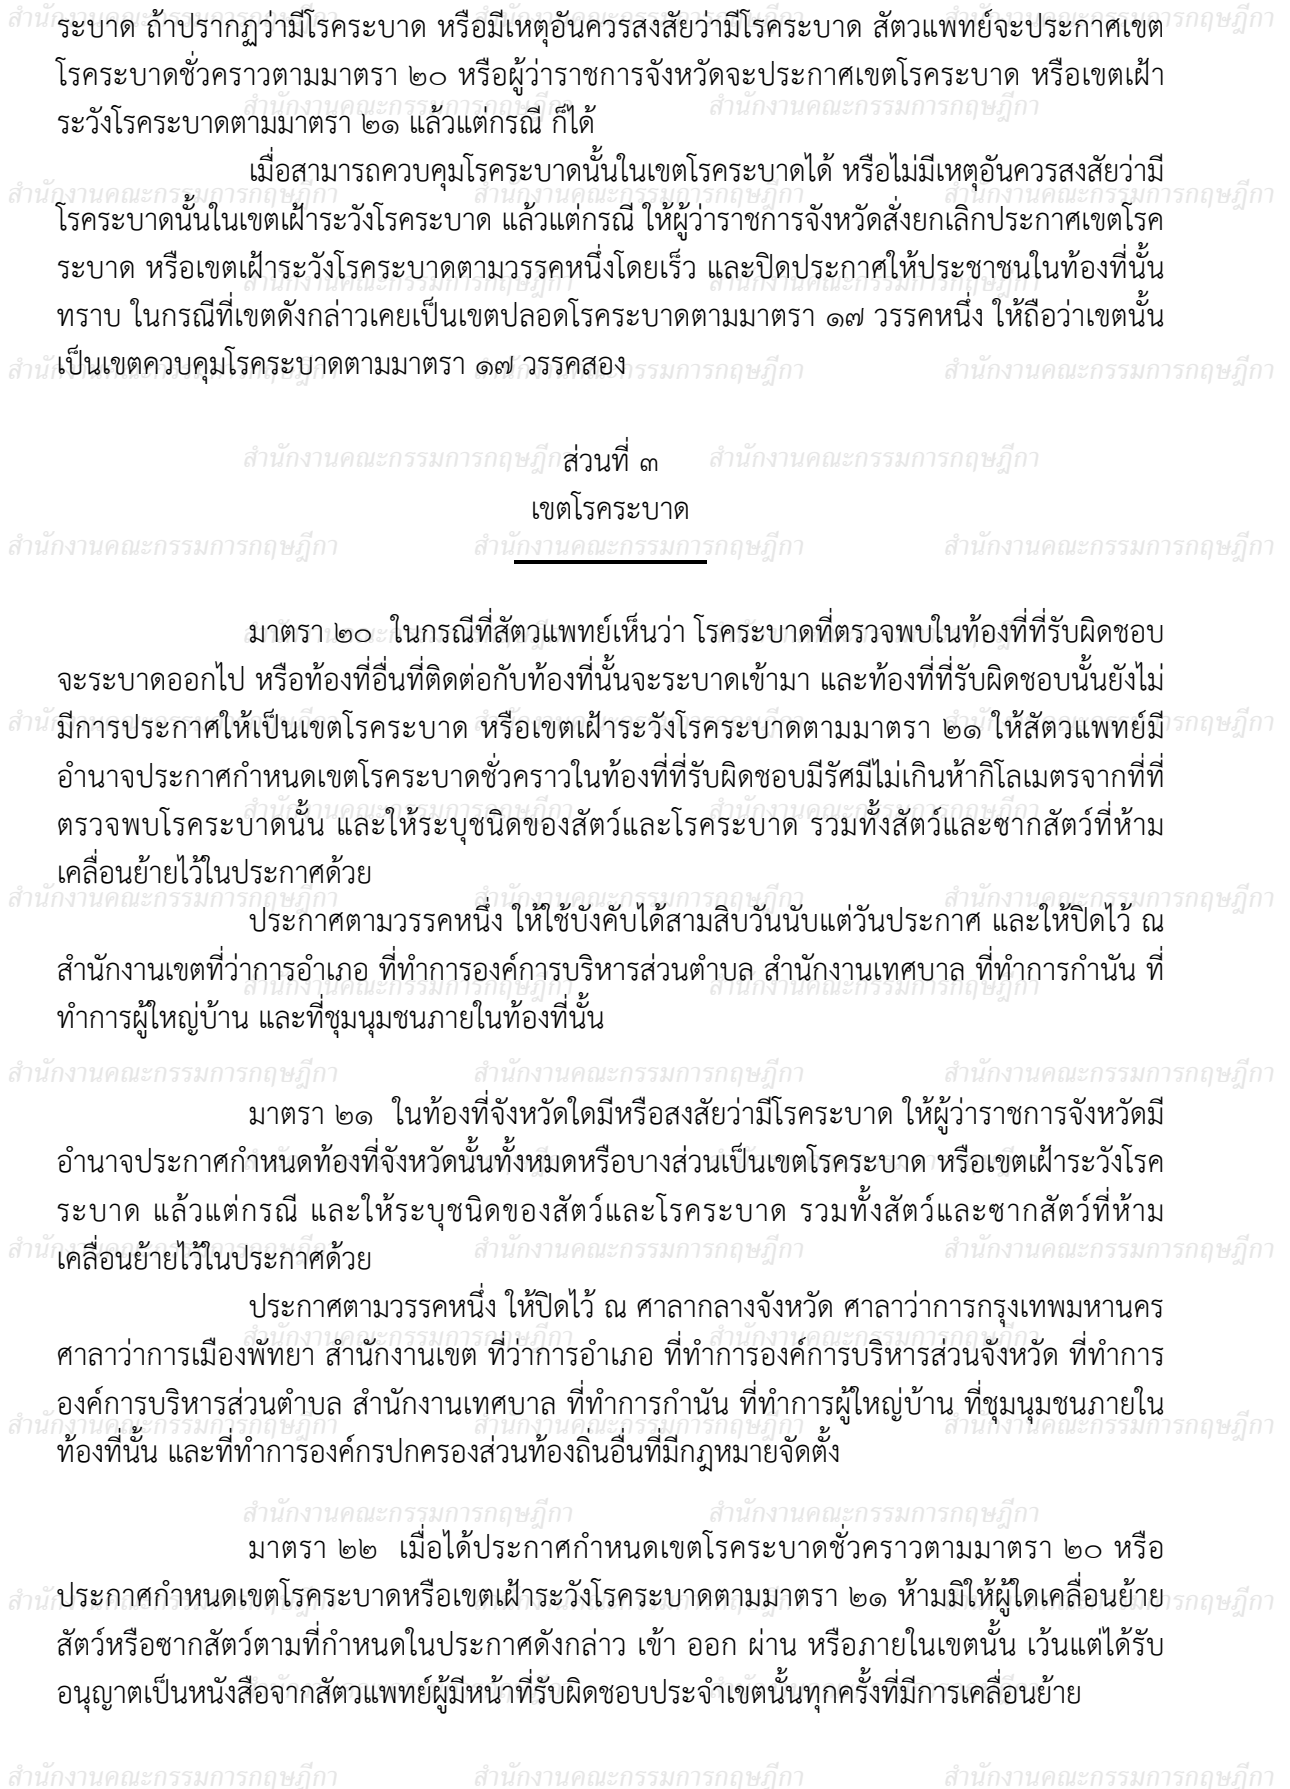 ระบาด ถ้าปรากฏว่ามีโรคระบาด หรือมีเหตุอันควรสงสัยว่ามีโรคระบาด สัตวแพทย์จะประกาศเขต
โรคระบาดชั่วคราวตามมาตรา ๒๐ หรือผู้ว่าราชการจังหวัดจะประกาศเขตโรคระบาด หรือเขตเฝ้า
ระวังโรคระบาดตามมาตรา ๒๑ แล้วแต่กรณี ก็ได้
เมื่อสามารถควบคุมโรคระบาดนั้นในเขตโรคระบาดได้ หรือไม่มีเหตุอันควรสงสัยว่ามี
โรคระบาดนั้นในเขตเฝ้าระวังโรคระบาด แล้วแต่กรณี ให้ผู้ว่าราชการจังหวัดสั่งยกเลิกประกาศเขตโรค
ระบาด หรือเขตเฝ้าระวังโรคระบาดตามวรรคหนึ่งโดยเร็ว และปิดประกาศให้ประชาชนในท้องที่นั้น
ทราบ ในกรณีที่เขตดังกล่าวเคยเป็นเขตปลอดโรคระบาดตามมาตรา ๑๗ วรรคหนึ่ง ให้ถือว่าเขตนั้น
เป็นเขตควบคุมโรคระบาดตามมาตรา ๑๗ วรรคสอง
ส่วนที่ ๓
เขตโรคระบาด
มาตรา ๒๐ ในกรณีที่สัตวแพทย์เห็นว่า โรคระบาดที่ตรวจพบในท้องที่ที่รับผิดชอบ
จะระบาดออกไป หรือท้องที่อื่นที่ติดต่อกับท้องที่นั้นจะระบาดเข้ามา และท้องที่ที่รับผิดชอบนั้นยังไม่
มีการประกาศให้เป็นเขตโรคระบาด หรือเขตเฝ้าระวังโรคระบาดตามมาตรา ๒๑ ให้สัตวแพทย์มี
อำนาจประกาศกำหนดเขตโรคระบาดชั่วคราวในท้องที่ที่รับผิดชอบมีรัศมีไม่เกินห้ากิโลเมตรจากที่ที่
ตรวจพบโรคระบาดนั้น และให้ระบุชนิดของสัตว์และโรคระบาด รวมทั้งสัตว์และซากสัตว์ที่ห้าม
เคลื่อนย้ายไว้ในประกาศด้วย
ประกาศตามวรรคหนึ่ง ให้ใช้บังคับได้สามสิบวันนับแต่วันประกาศ และให้ปิดไว้ ณ
สำนักงานเขตที่ว่าการอำเภอ ที่ทำการองค์การบริหารส่วนตำบล สำนักงานเทศบาล ที่ทำการกำนัน ที่
ทำการผู้ใหญ่บ้าน และที่ชุมนุมชนภายในท้องที่นั้น
มาตรา ๒๑ ในท้องที่จังหวัดใดมีหรือสงสัยว่ามีโรคระบาด ให้ผู้ว่าราชการจังหวัดมี
อำนาจประกาศกำหนดท้องที่จังหวัดนั้นทั้งหมดหรือบางส่วนเป็นเขตโรคระบาด หรือเขตเฝ้าระวังโรค
ระบาด แล้วแต่กรณี และให้ระบุชนิดของสัตว์และโรคระบาด รวมทั้งสัตว์และซากสัตว์ที่ห้าม
เคลื่อนย้ายไว้ในประกาศด้วย
ประกาศตามวรรคหนึ่ง ให้ปิดไว้ ณ ศาลากลางจังหวัด ศาลาว่าการกรุงเทพมหานคร
ศาลาว่าการเมืองพัทยา สำนักงานเขต ที่ว่าการอำเภอ ที่ทำการองค์การบริหารส่วนจังหวัด ที่ทำการ
องค์การบริหารส่วนตำบล สำนักงานเทศบาล ที่ทำการกำนัน ที่ทำการผู้ใหญ่บ้าน ที่ชุมนุมชนภายใน
ท้องที่นั้น และที่ทำการองค์กรปกครองส่วนท้องถิ่นอื่นที่มีกฎหมายจัดตั้ง
มาตรา ๒๒ เมื่อได้ประกาศกำหนดเขตโรคระบาดชั่วคราวตามมาตรา ๒๐ หรือ
ประกาศกำหนดเขตโรคระบาดหรือเขตเฝ้าระวังโรคระบาดตามมาตรา ๒๑ ห้ามมิให้ผู้ใดเคลื่อนย้าย
สัตว์หรือซากสัตว์ตามที่กำหนดในประกาศดังกล่าว เข้า ออก ผ่าน หรือภายในเขตนั้น เว้นแต่ได้รับ
อนุญาตเป็นหนังสือจากสัตวแพทย์ผู้มีหน้าที่รับผิดชอบประจำเขตนั้นทุกครั้งที่มีการเคลื่อนย้าย
สำนักงานคณะกรรมการกฤษฎีกา สำนักงานคณะกรรมการกฤษฎีกา สำนักงานคณะกรรมการกฤษฎีกา